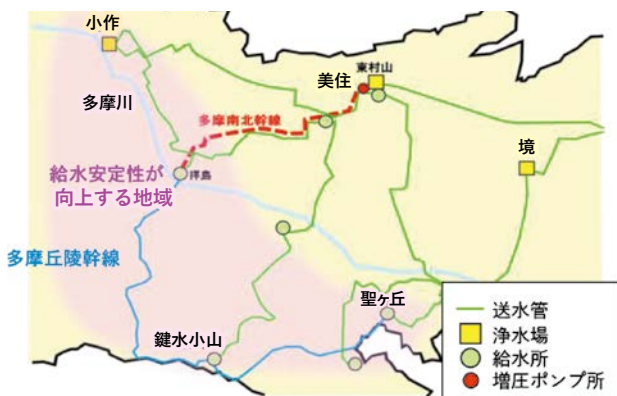 小作
東村山
美住
多摩川
多摩南北幹線
境
給水安定性が
向上する地域
拝島
多摩丘陵幹線
聖ヶ丘
鍵水小山
送水管
浄水場
給水所
増圧ポンプ所